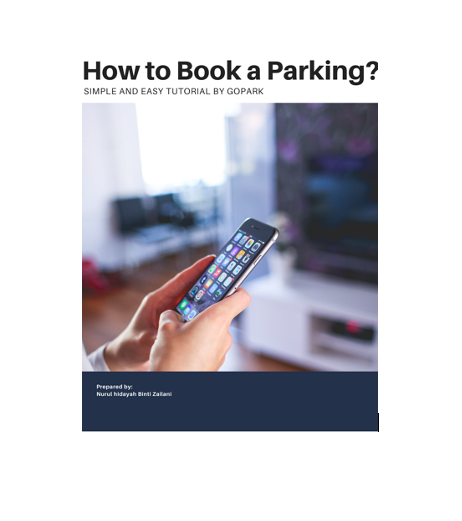 How to Book a Parking?
SIMPLE AND EASY TUTORIAL BY GOPARK
Prepared by:
Nurul hidayah Binti Zailani